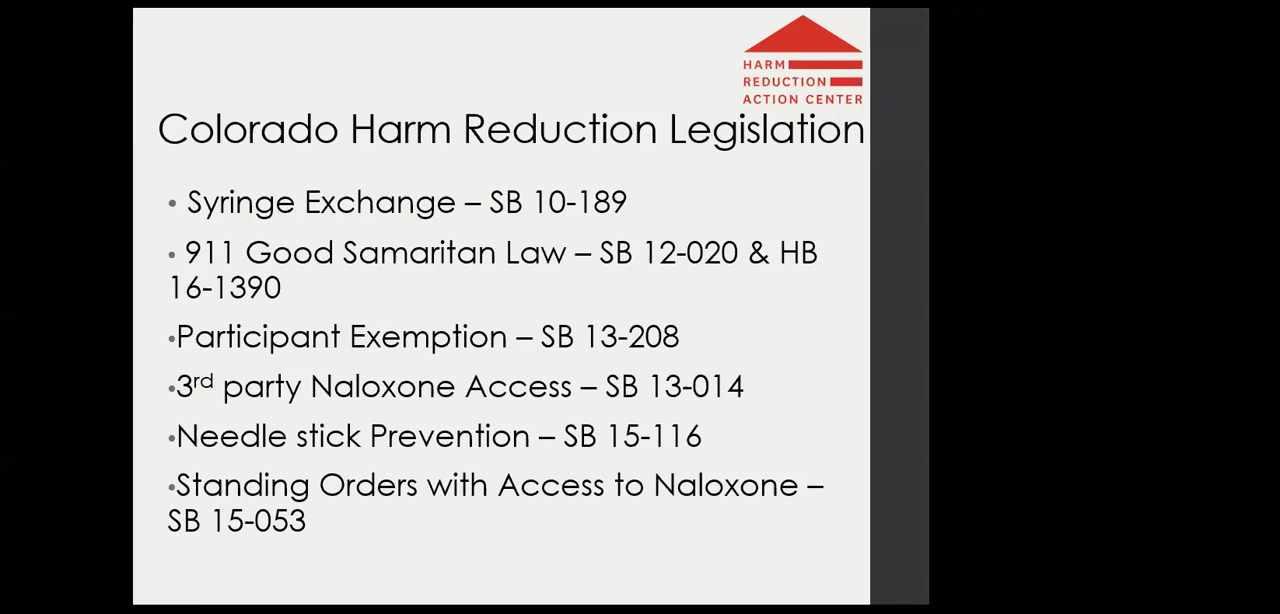 HARM
REDUCTION
ACTION CENTER
Colorado Harm Reduction Legislation
• Syringe Exchange – SB 10-189
• 911 Good Samaritan Law – SB 12-020 & HB
16-1390
•Participant Exemption – SB 13-208
•3rd party Naloxone Access – SB 13-014
•Needle stick Prevention – SB 15-116
•Standing Orders with Access to Naloxone –
SB 15-053